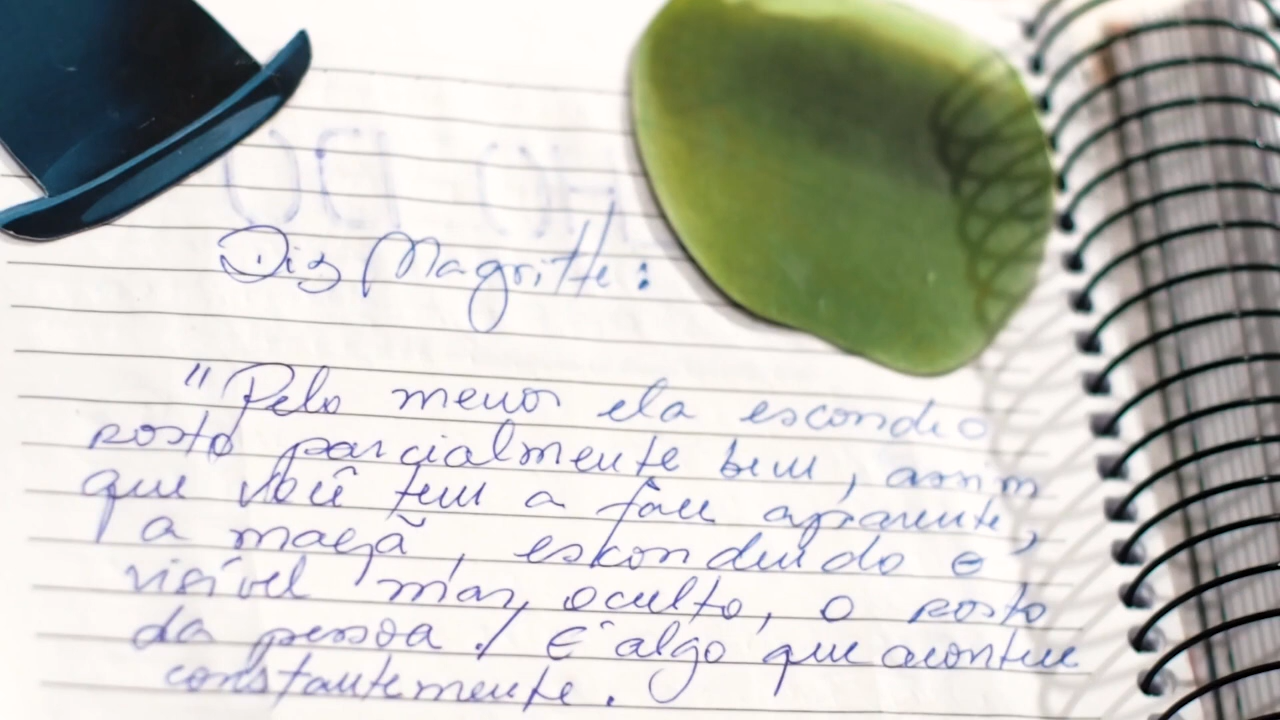 Diz Magritte:
"Pelo menos ela esconde o
rosto parcialmente bem, assim
que você tem a face aparente,
a maçã, escondendo o
visível mas oculto, o rosto
da pessoa. É algo que acontece
constantemente.